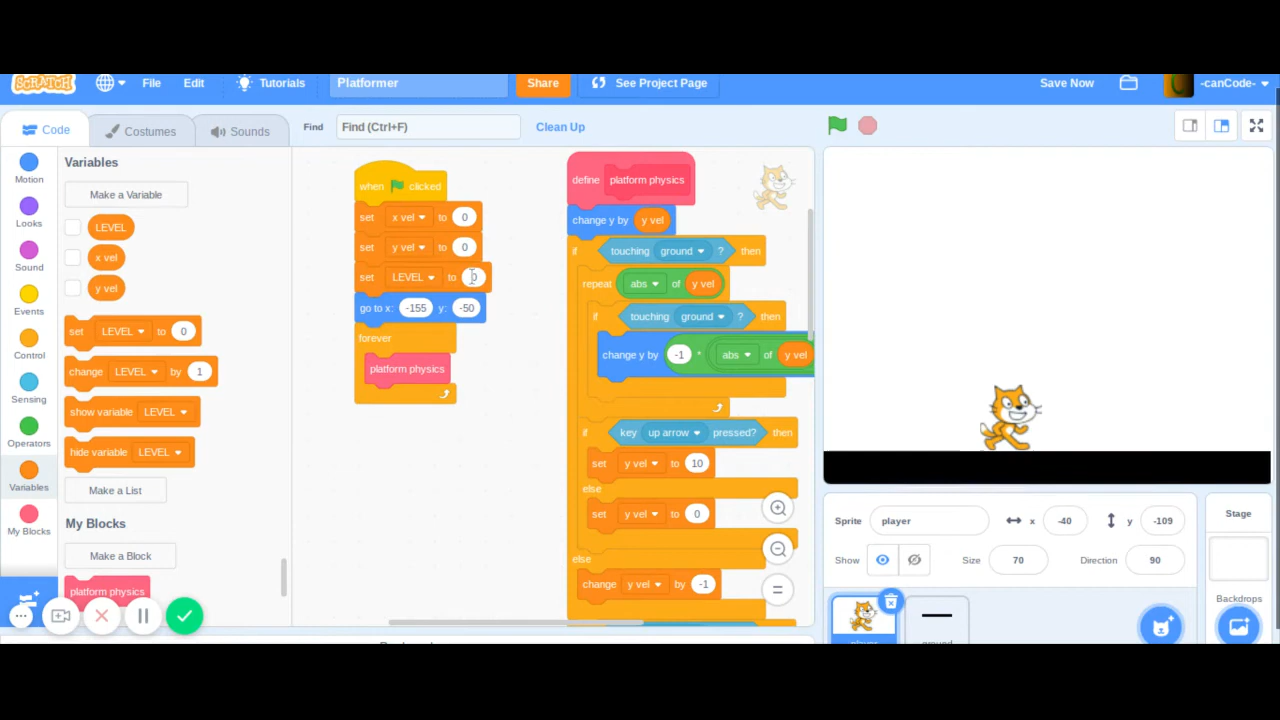 SCRATCH File Edit Tutorials Platformer Share See Project Page Save Now -canCode-
Code Costumes Sounds Find Find (Ctrl+F) Clean Up
Motion
Looks
Sound
Events
Control
Sensing
Operators
Variables
My Blocks
Variables
Make a Variable
LEVEL
x vel
y vel
set LEVEL to 0
change LEVEL by 1
show variable LEVEL
hide variable LEVEL
Make a List
My Blocks
Make a Block
platform physics
when clicked
set x vel to 0
set y vel to 0
set LEVEL to 0
go to x: -155 y: -50
forever
platform physics
define platform physics
change y by y vel
if touching ground ? then
repeat abs of y vel
if touching ground ? then
change y by -1 * abs of y vel
if key up arrow pressed? then
set y vel to 10
else
set y vel to 0
else
change y vel by -1
Sprite player x -40 y -109
Show Size 70 Direction 90
Stage
Backdrops